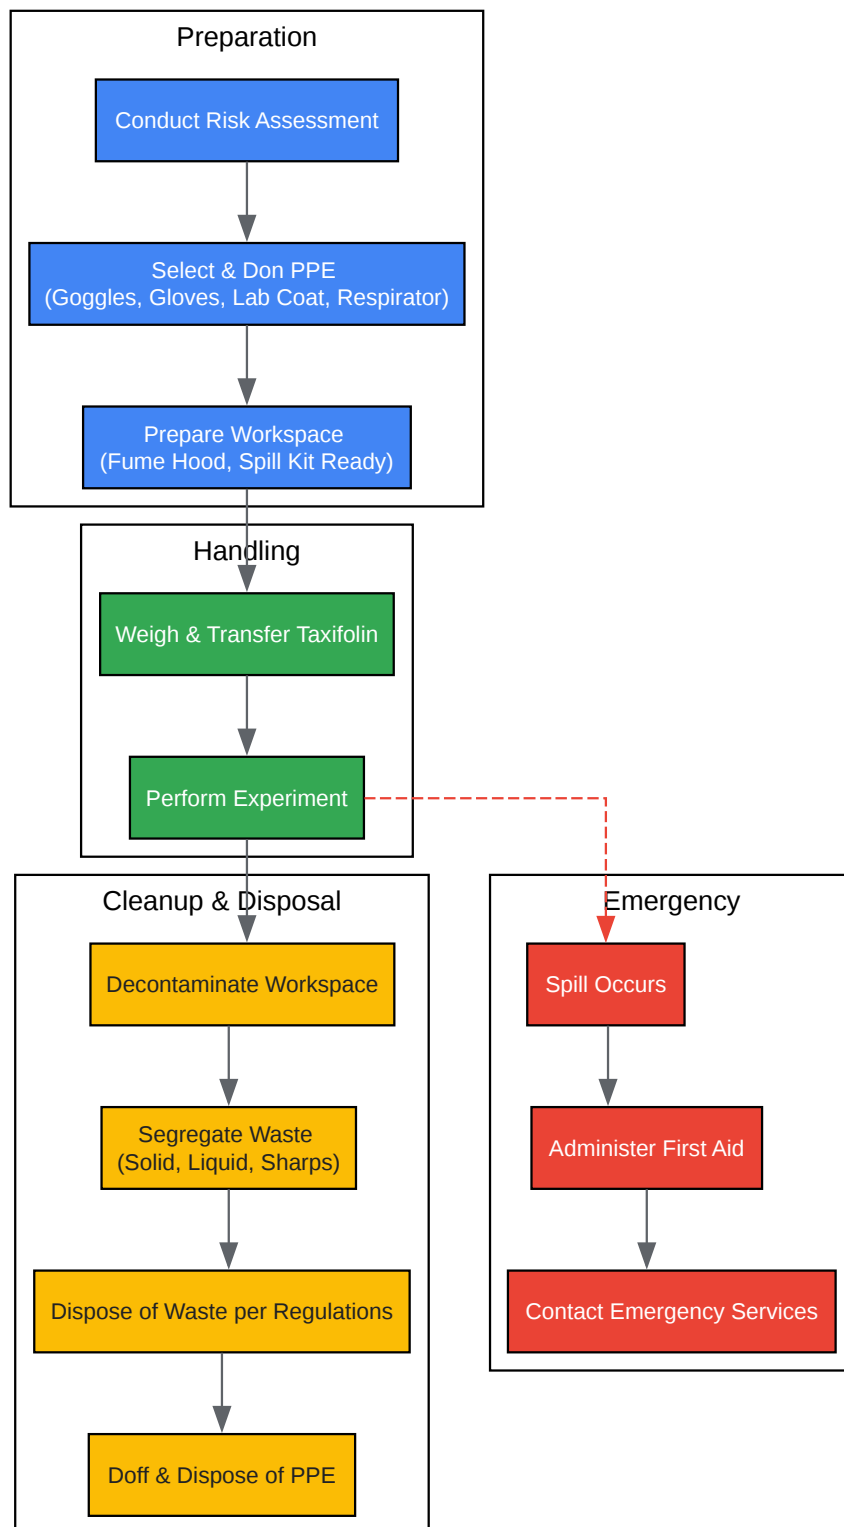 Preparation
Conduct Risk Assessment
Select & Don PPE
(Goggles, Gloves, Lab Coat, Respirator)
Prepare Workspace
(Fume Hood, Spill Kit Ready)
Handling
Weigh & Transfer Taxifolin
Perform Experiment
Cleanup & Disposal
Decontaminate Workspace
Segregate Waste
(Solid, Liquid, Sharps)
Dispose of Waste per Regulations
Doff & Dispose of PPE
Emergency
Spill Occurs
Administer First Aid
Contact Emergency Services